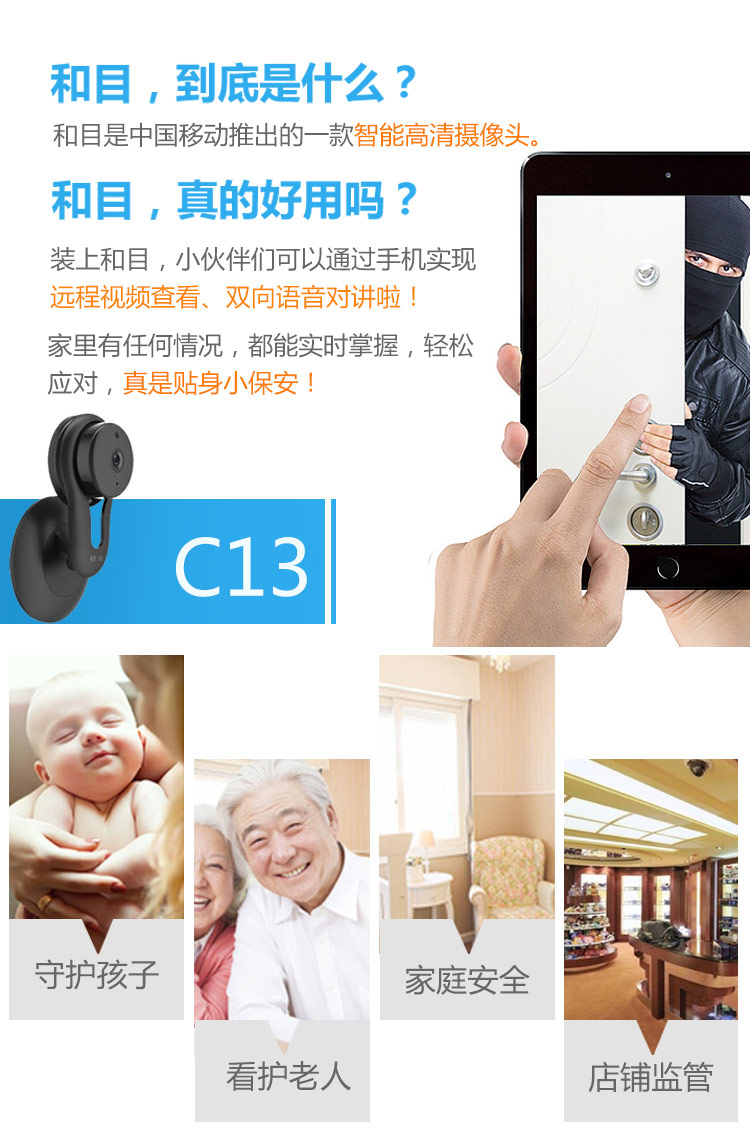 和目，到底是什么？
和目是中国移动推出的一款智能高清摄像头。
和目，真的好用吗？
装上和目，小伙伴们可以通过手机实现
远程视频查看、双向语音对讲啦！
家里有任何情况，都能实时掌握，轻松
应对，真是贴身小保安！
C13
守护孩子
看护老人
家庭安全
店铺监管